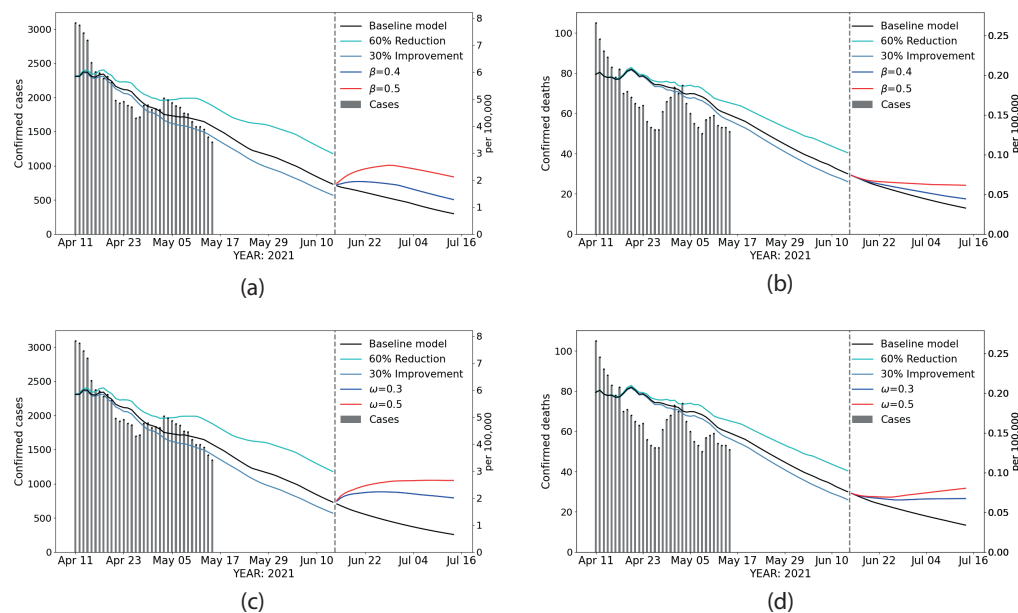 3000
2500
2000
1500
1000
500
0
Confirmed cases
8
7
6
5
4
3
2
1
0
per 100,000
Baseline model
60% Reduction
30% Improvement
β=0.4
β=0.5
Cases
Apr 11 Apr 23 May 05 May 17 May 29 Jun 10 Jun 22 Jul 04 Jul 16
YEAR: 2021
(a)
100
80
60
40
20
0
Confirmed deaths
0.25
0.20
0.15
0.10
0.05
0.00
per 100.000
Baseline model
60% Reduction
30% Improvement
β=0.4
β=0.5
Cases
Apr 11 Apr 23 May 05 May 17 May 29 Jun 10 Jun 22 Jul 04 Jul 16
YEAR: 2021
(b)
3000
2500
2000
1500
1000
500
0
Confirmed cases
8
7
6
5
4
3
2
1
0
per 100,000
Baseline model
60% Reduction
30% Improvement
ω=0.3
ω=0.5
Cases
Apr 11 Apr 23 May 05 May 17 May 29 Jun 10 Jun 22 Jul 04 Jul 16
YEAR: 2021
(c)
100
80
60
40
20
0
Confirmed deaths
0.25
0.20
0.15
0.10
0.05
0.00
per 100.000
Baseline model
60% Reduction
30% Improvement
ω=0.3
ω=0.5
Cases
Apr 11 Apr 23 May 05 May 17 May 29 Jun 10 Jun 22 Jul 04 Jul 16
YEAR: 2021
(d)